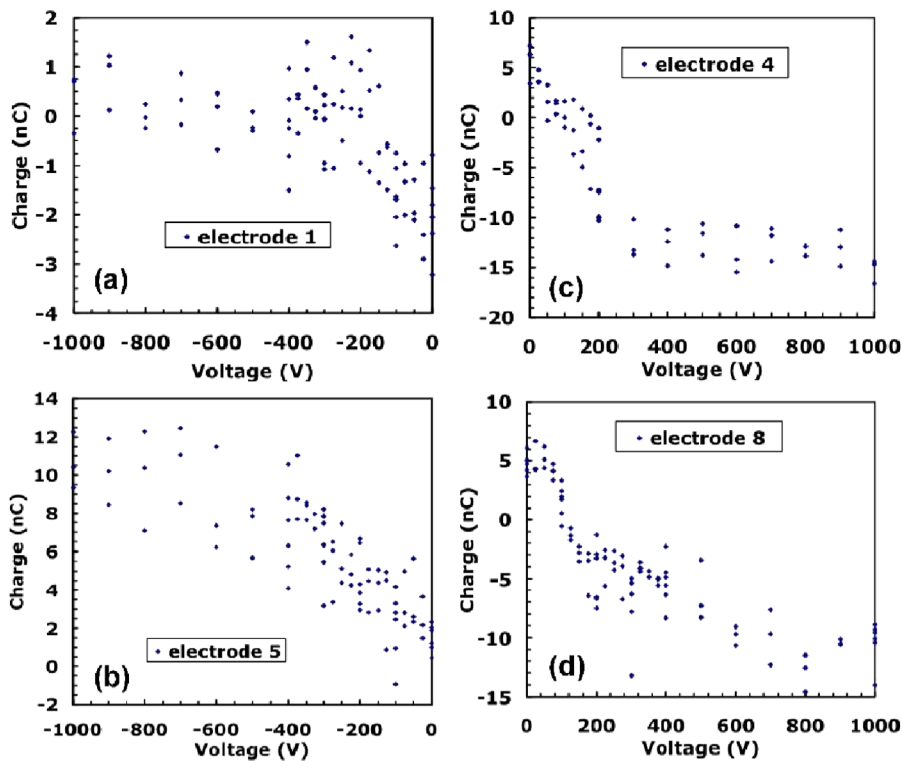 2
1
0
-1
-2
-3
-4
Charge (nC)
electrode 1
(a)
-1000 -800 -600 -400 -200 0
Voltage (V)
10
5
0
-5
-10
-15
-20
Charge (nC)
electrode 4
(c)
0 200 400 600 800 1000
Voltage (V)
14
12
10
8
6
4
2
0
-2
Charge (nC)
electrode 5
(b)
-1000 -800 -600 -400 -200 0
Voltage (V)
10
5
0
-5
-10
-15
Charge (nC)
electrode 8
(d)
0 200 400 600 800 1000
Voltage (V)